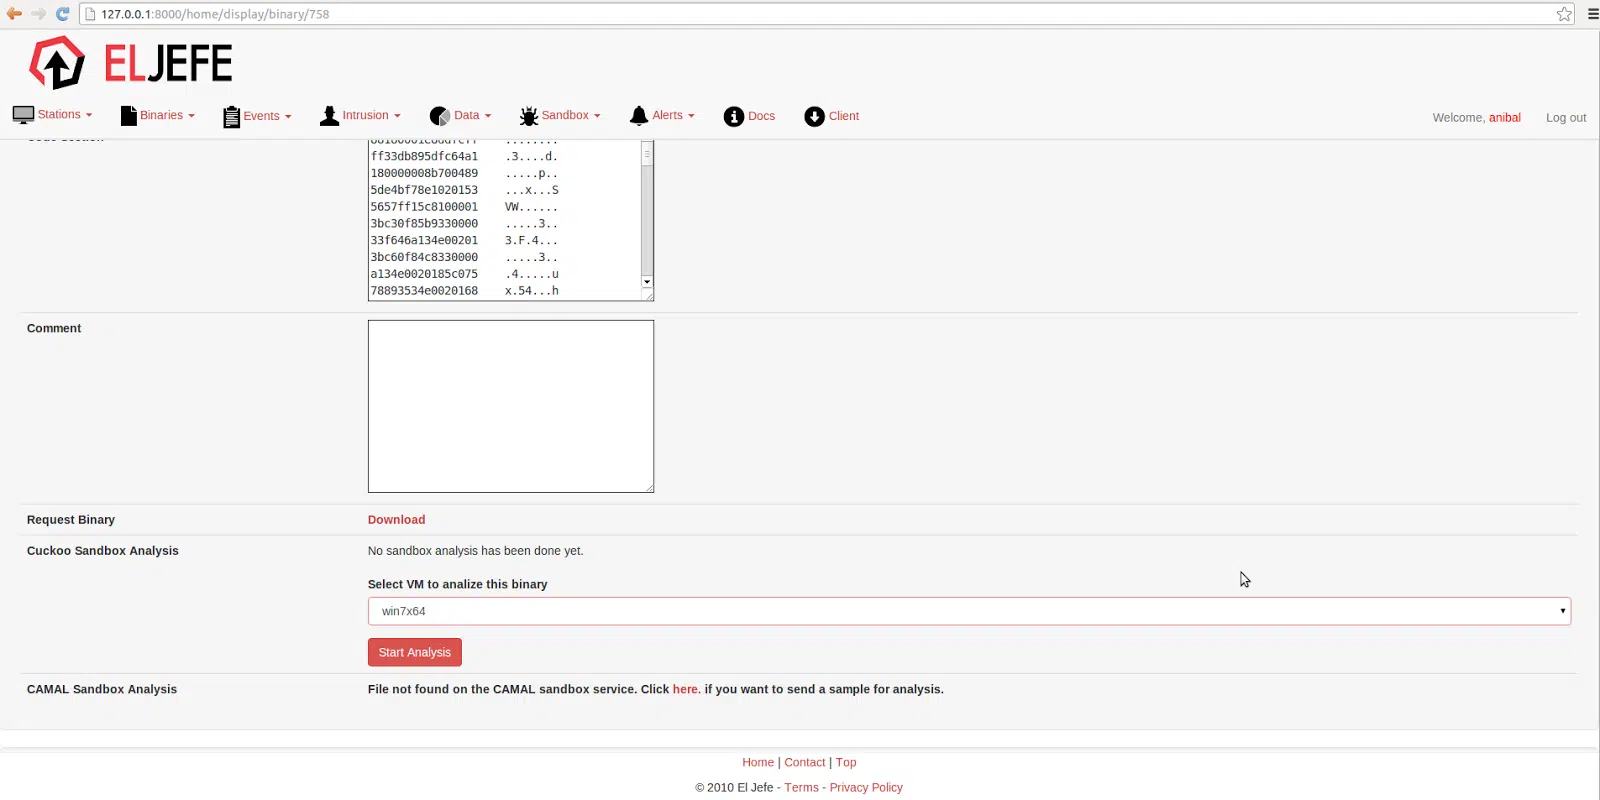 127.0.0.1:8000/home/display/binary/758
ELJEFE
Stations Binaries Events Intrusion Data Sandbox Alerts Docs Client Welcome, anibal Log out
ff33db895dfc64a1 .3....d.
180000008b700489 .....p..
5de4bf78e1020153 ...x...S
5657ff15c8100001 VW......
3bc30f85b9330000 .....3..
33f646a134e00201 3.F.4...
3bc60f84c8330000 .....3..
a134e0020185c075 .4.....u
78893534e0020168 x.54...h
Comment
Request Binary Download
Cuckoo Sandbox Analysis No sandbox analysis has been done yet.
Select VM to analize this binary
win7x64
Start Analysis
CAMAL Sandbox Analysis File not found on the CAMAL sandbox service. Click here. if you want to send a sample for analysis.
Home | Contact | Top
© 2010 El Jefe - Terms - Privacy Policy